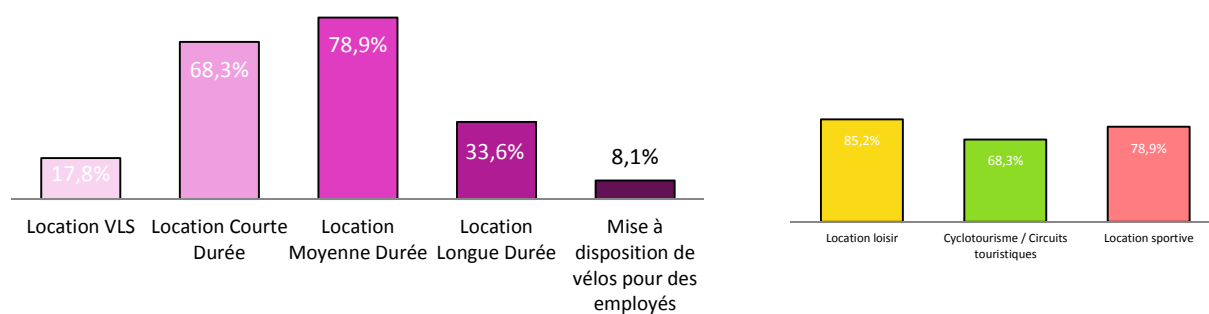 17,8%
68,3%
78,9%
33,6%
8,1%
Location VLS
Location Courte
Durée
Location
Moyenne Durée
Location
Longue Durée
Mise à
disposition de
vélos pour des
employés
85,2%
68,3%
78,9%
Location loisir
Cyclotourisme / Circuits
touristiques
Location sportive